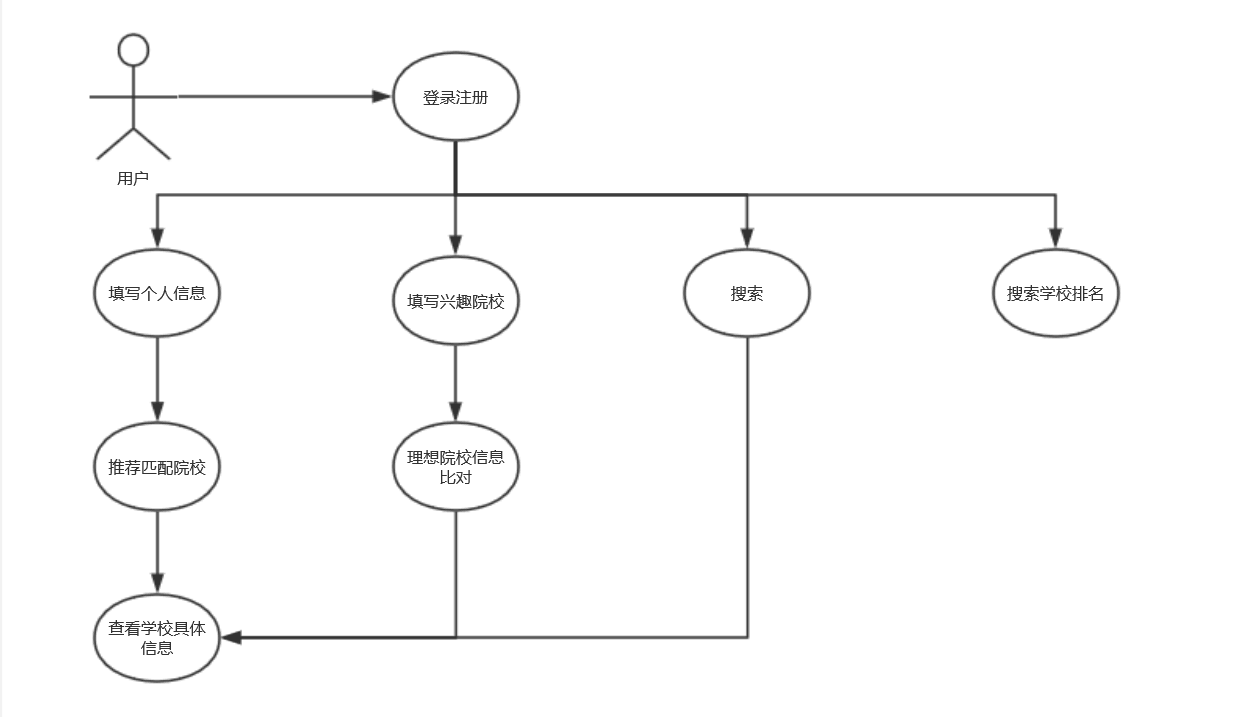 登录注册
用户
填写个人信息
填写兴趣院校
搜索
搜索学校排名
推荐匹配院校
理想院校信息
比对
查看学校具体
信息